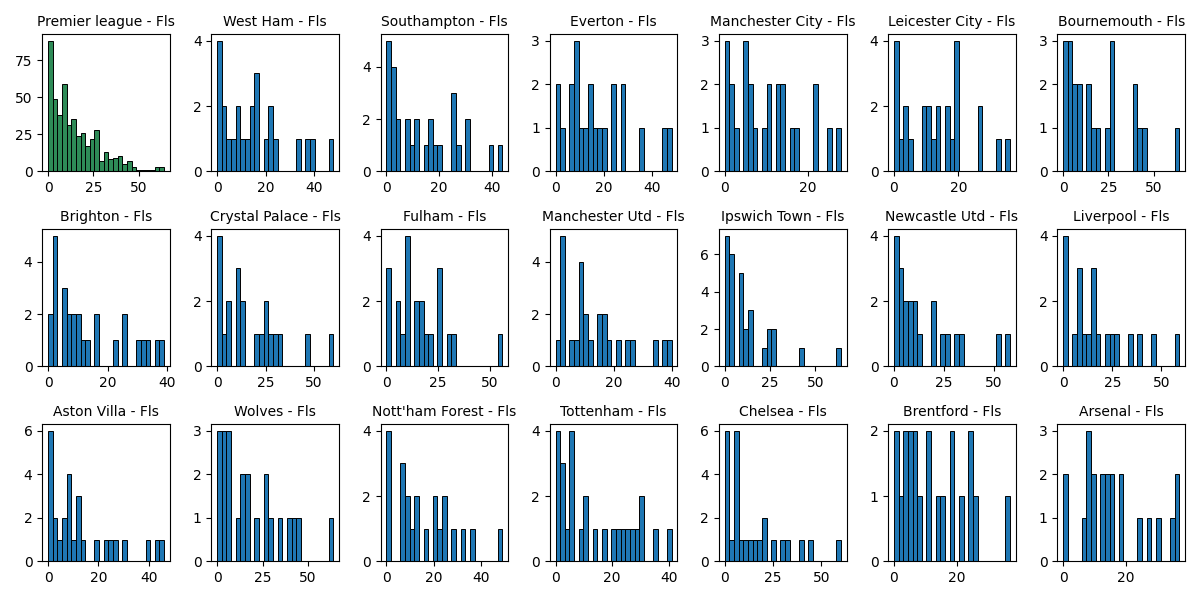 Premier league - Fls
West Ham - Fls
Southampton - Fls
Everton - Fls
Manchester City - Fls
Leicester City - Fls
Bournemouth - Fls
75
50
25
0
0 25 50
4
2
0
0 20 40
4
2
0
0 20 40
3
2
1
0
0 20 40
3
2
1
0
0 20
4
2
0
0 20
3
2
1
0
0 25 50
Brighton - Fls
Crystal Palace - Fls
Fulham - Fls
Manchester Utd - Fls
Ipswich Town - Fls
Newcastle Utd - Fls
Liverpool - Fls
4
2
0
0 20 40
4
2
0
0 25 50
4
2
0
0 25 50
4
2
0
0 20 40
6
4
2
0
0 25 50
4
2
0
0 25 50
4
2
0
0 25 50
Aston Villa - Fls
Wolves - Fls
Nott'ham Forest - Fls
Tottenham - Fls
Chelsea - Fls
Brentford - Fls
Arsenal - Fls
6
4
2
0
0 20 40
3
2
1
0
0 25 50
4
2
0
0 20 40
4
2
0
0 20 40
6
4
2
0
0 25 50
2
1
0
0 20
3
2
1
0
0 20